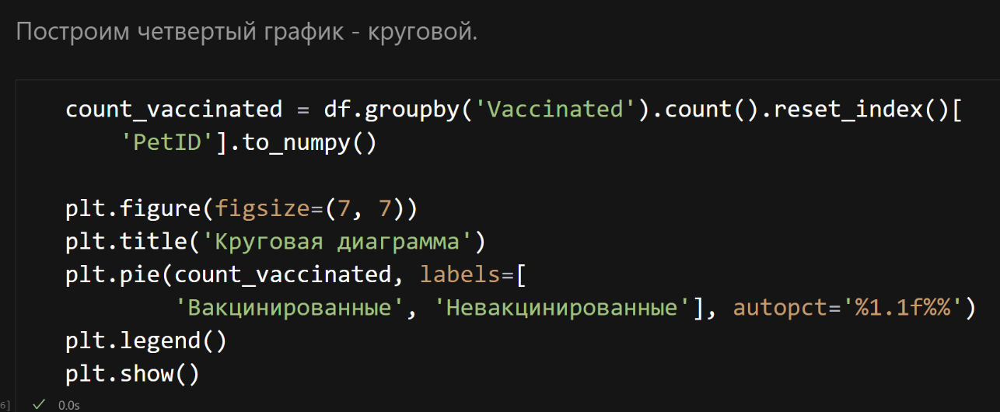 Построим четвертый график - круговой.
count_vaccinated = df.groupby('Vaccinated').count().reset_index()[
'PetID'].to_numpy()
plt.figure(figsize=(7, 7))
plt.title('Круговая диаграмма')
plt.pie(count_vaccinated, labels=[
'Вакцинированные', 'Невакцинированные'], autopct='%1.1f%%')
plt.legend()
plt.show()
6] ✓ 0.0s